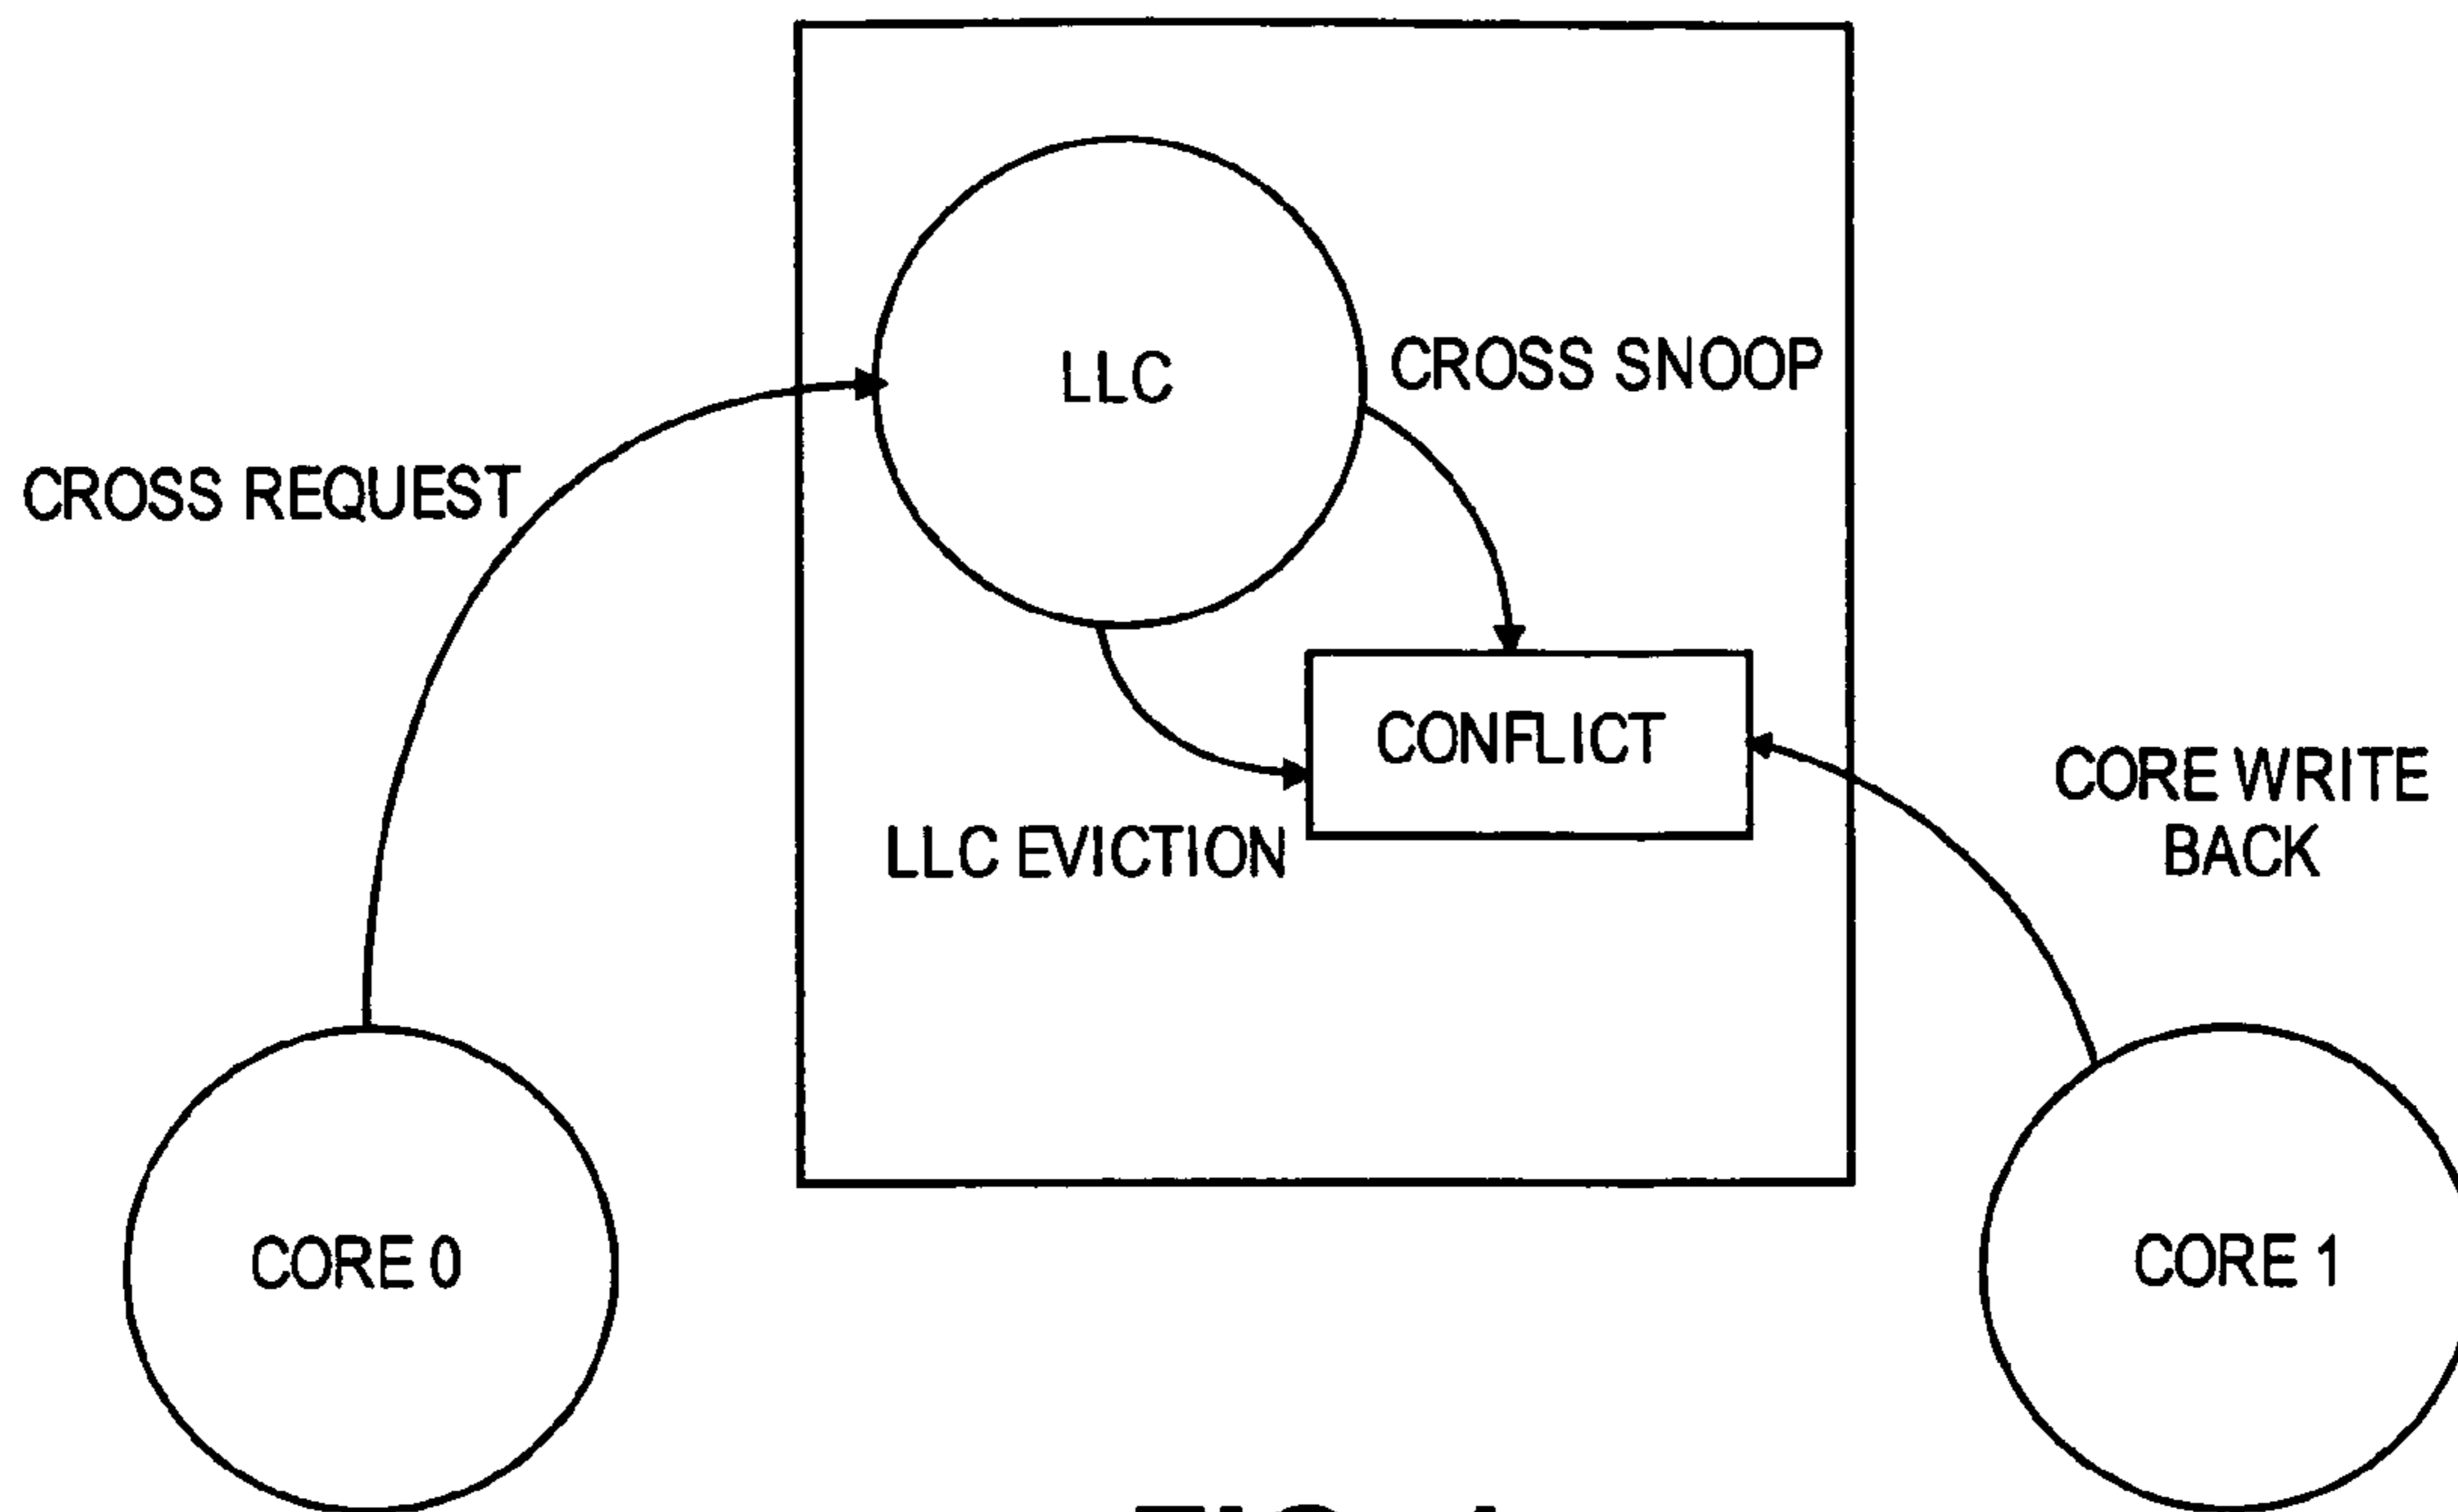 LLC
CROSS SNOOP
CROSS REQUEST
CONFLICT
LLC EVICTION
CORE WRITE
BACK
CORE 0
CORE 1